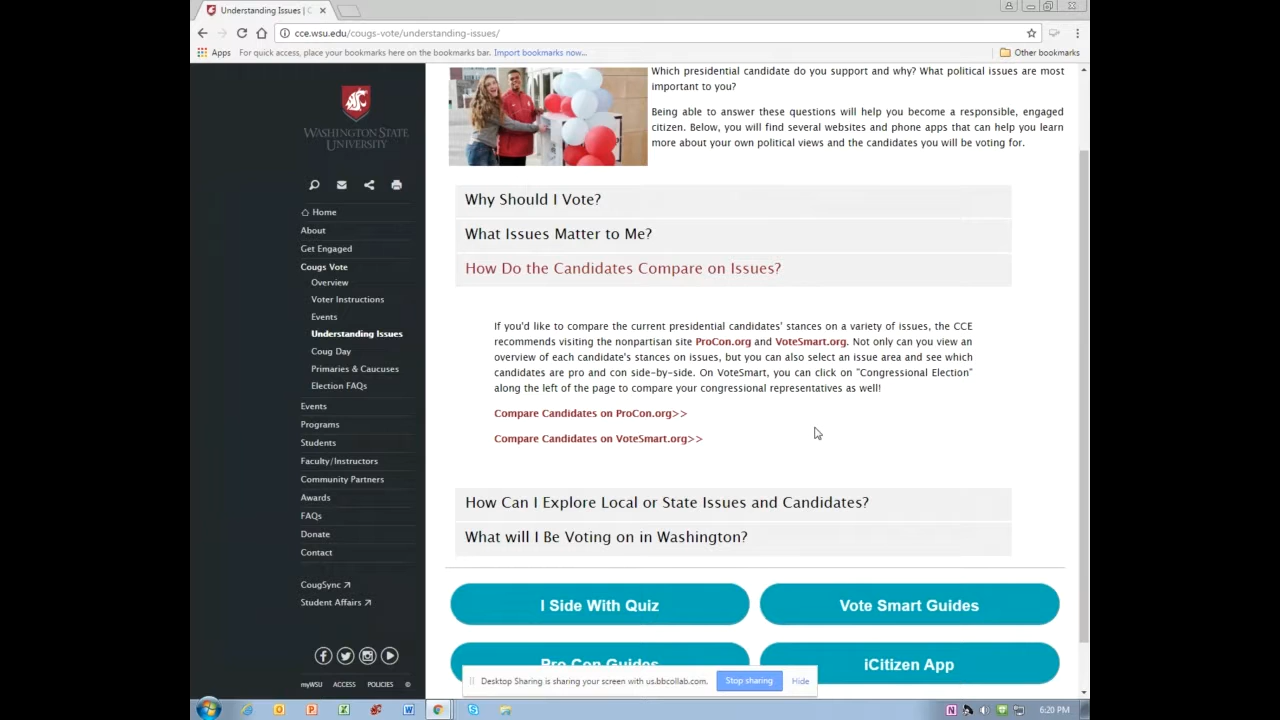 Understanding Issues | C
cce.wsu.edu/cougs-vote/understanding-issues/
Apps
For quick access, place your bookmarks here on the bookmarks bar. Import bookmarks now...
Other bookmarks
WASHINGTON STATE
UNIVERSITY
Home
About
Get Engaged
Cougs Vote
Overview
Voter Instructions
Events
Understanding Issues
Coug Day
Primaries & Caucuses
Election FAQs
Events
Programs
Students
Faculty/Instructors
Community Partners
Awards
FAQs
Donate
Contact
CougSync
Student Affairs
myWSU ACCESS POLICIES ©
Which presidential candidate do you support and why? What political issues are most
important to you?
Being able to answer these questions will help you become a responsible, engaged
citizen. Below, you will find several websites and phone apps that can help you learn
more about your own political views and the candidates you will be voting for.
Why Should I Vote?
What Issues Matter to Me?
How Do the Candidates Compare on Issues?
If you'd like to compare the current presidential candidates' stances on a variety of issues, the CCE
recommends visiting the nonpartisan site ProCon.org and VoteSmart.org. Not only can you view an
overview of each candidate's stances on issues, but you can also select an issue area and see which
candidates are pro and con side-by-side. On VoteSmart, you can click on "Congressional Election"
along the left of the page to compare your congressional representatives as well!
Compare Candidates on ProCon.org>>
Compare Candidates on VoteSmart.org>>
How Can I Explore Local or State Issues and Candidates?
What will I Be Voting on in Washington?
I Side With Quiz
Vote Smart Guides
Pro Con Guides
iCitizen App
Desktop Sharing is sharing your screen with us.bbcollab.com.
Stop sharing
Hide
6:20 PM